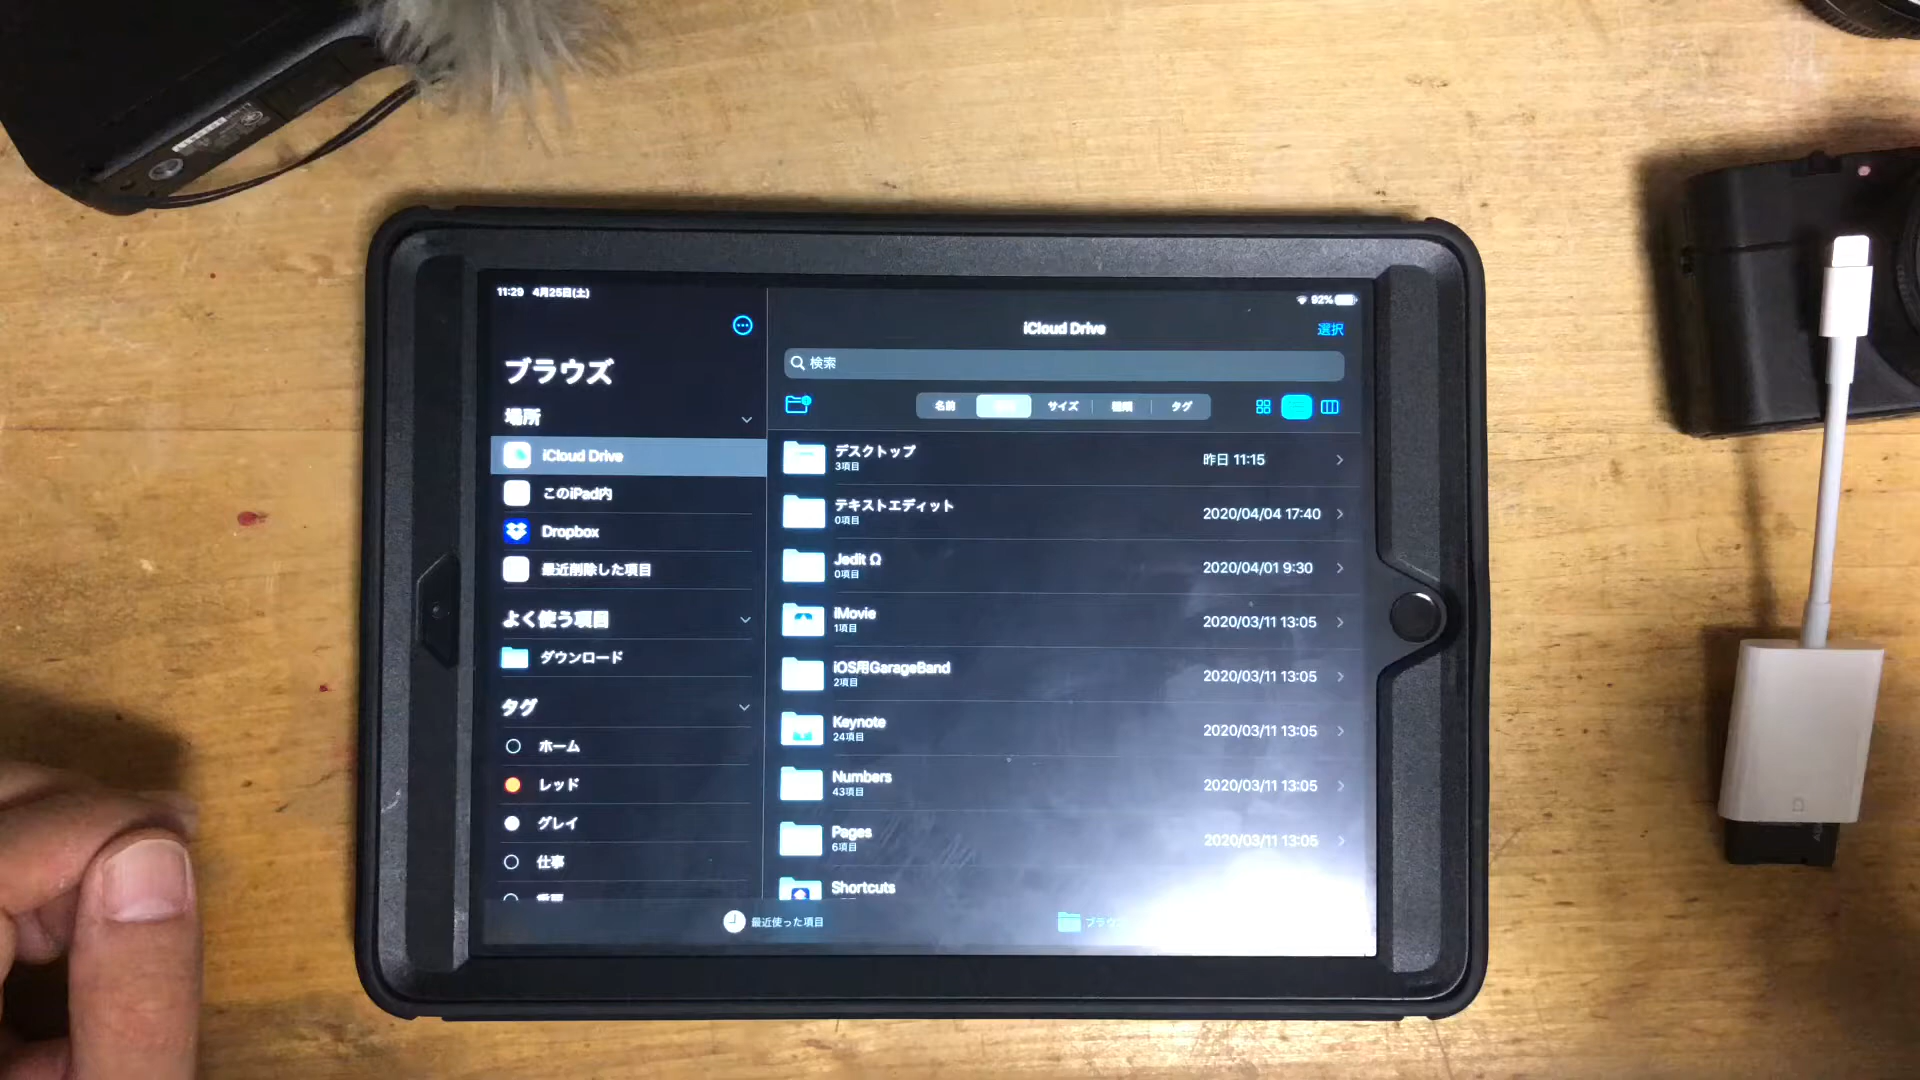 11:29 4月25日(土)
92%
ブラウズ
場所
iCloud Drive
このiPad内
Dropbox
最近削除した項目
よく使う項目
ダウンロード
タグ
ホーム
レッド
グレイ
仕事
重要
iCloud Drive
選択
検索
名前
サイズ
種類
タグ
デスクトップ
3項目
昨日 11:15
テキストエディット
0項目
2020/04/04 17:40
Jedit Ω
0項目
2020/04/01 9:30
iMovie
1項目
2020/03/11 13:05
iOS用GarageBand
2項目
2020/03/11 13:05
Keynote
24項目
2020/03/11 13:05
Numbers
43項目
2020/03/11 13:05
Pages
6項目
2020/03/11 13:05
Shortcuts
最近使った項目
ブラウ